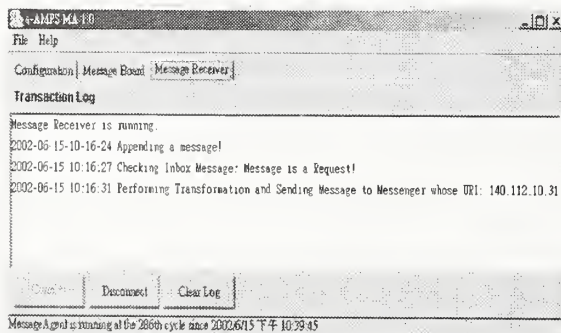 e-AMPS MA 1.0
File Help
Configuration Message Board Message Receiver
Transaction Log
Message Receiver is running.
2002-06-15-10-16-24 Appending a message!
2002-06-15 10:16:27 Checking Inbox Message: Message is a Request!
2002-06-15 10:16:31 Performing Transformation and Sending Message to Messenger whose URI: 140.112.10.31
Disconnect Clear Log
Message Agent is running at the 286th cycle since 2002/6/15 下午 10:39:45